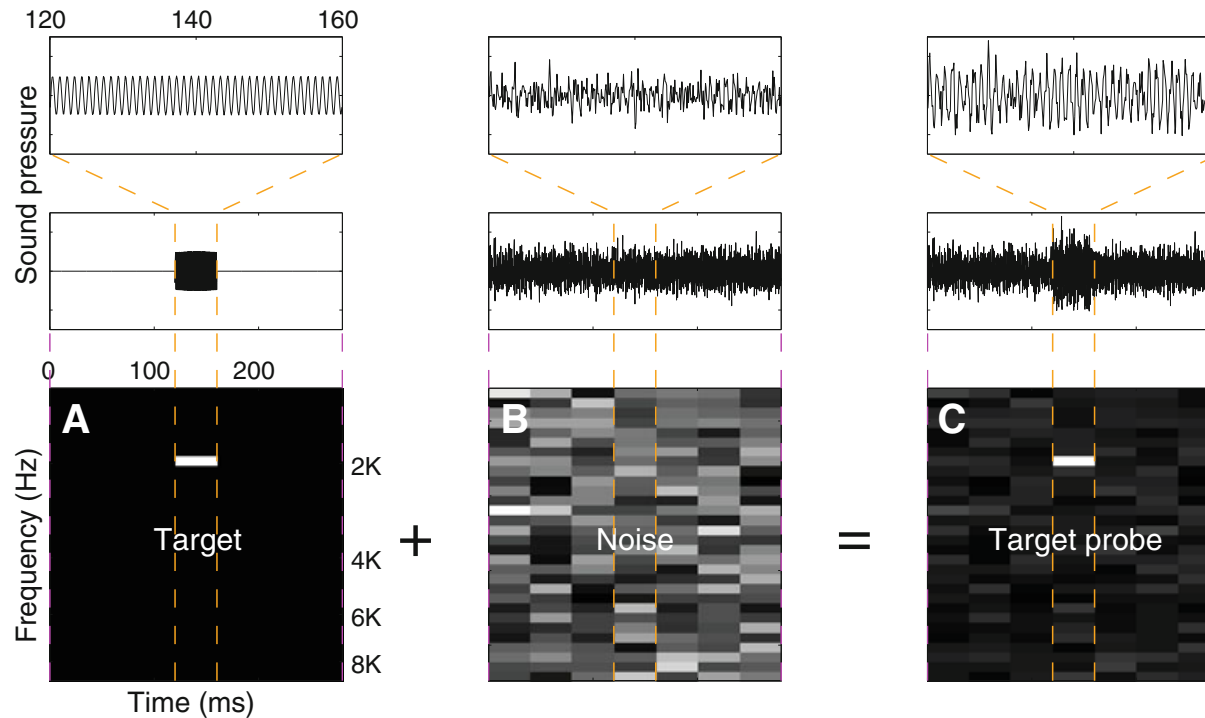 120 140 160
Sound pressure
0 100 200
A B C
2K
Frequency (Hz)
Target + Noise = Target probe
4K
6K
8K
Time (ms)